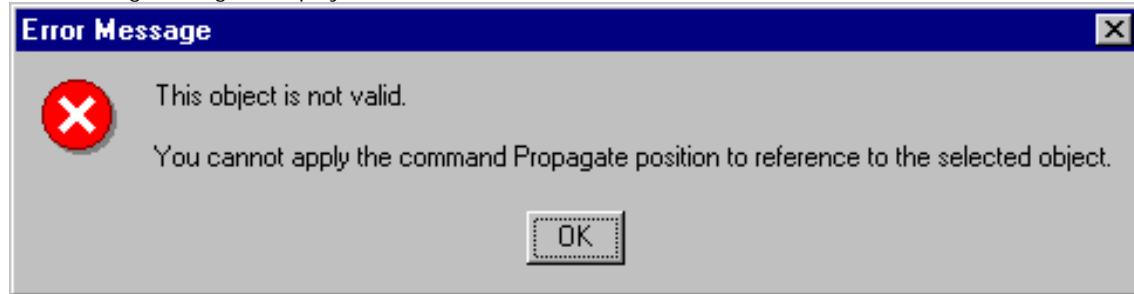 Error Message
This object is not valid.
You cannot apply the command Propagate position to reference to the selected object.
OK